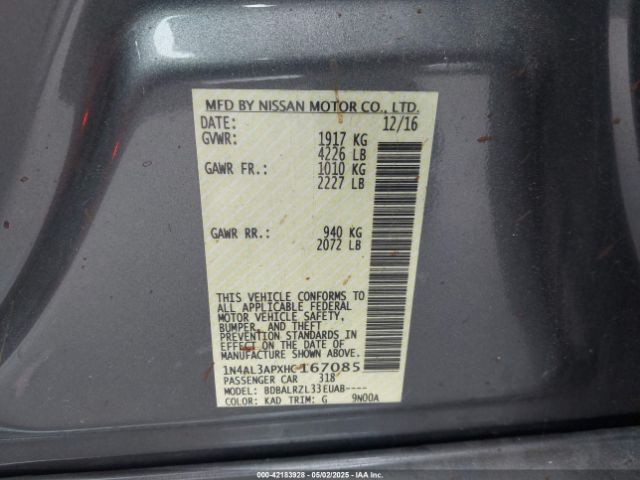 MFD BY NISSAN MOTOR CO., LTD.
DATE: 12/16
GVWR: 1917 KG
4226 LB
GAWR FR.: 1010 KG
2227 LB
GAWR RR.: 940 KG
2072 LB
THIS VEHICLE CONFORMS TO
ALL APPLICABLE FEDERAL
MOTOR VEHICLE SAFETY,
BUMPER, AND THEFT
PREVENTION STANDARDS IN
EFFECT ON THE DATE OF
MANUFACTURE SHOWN ABOVE.
1N4AL3APXHC167085
PASSENGER CAR 318
MODEL: BDBALRZL33EUAB----
COLOR: KAD TRIM: G 9N00A
000-42183928 - 05/02/2025 - IAAI.com